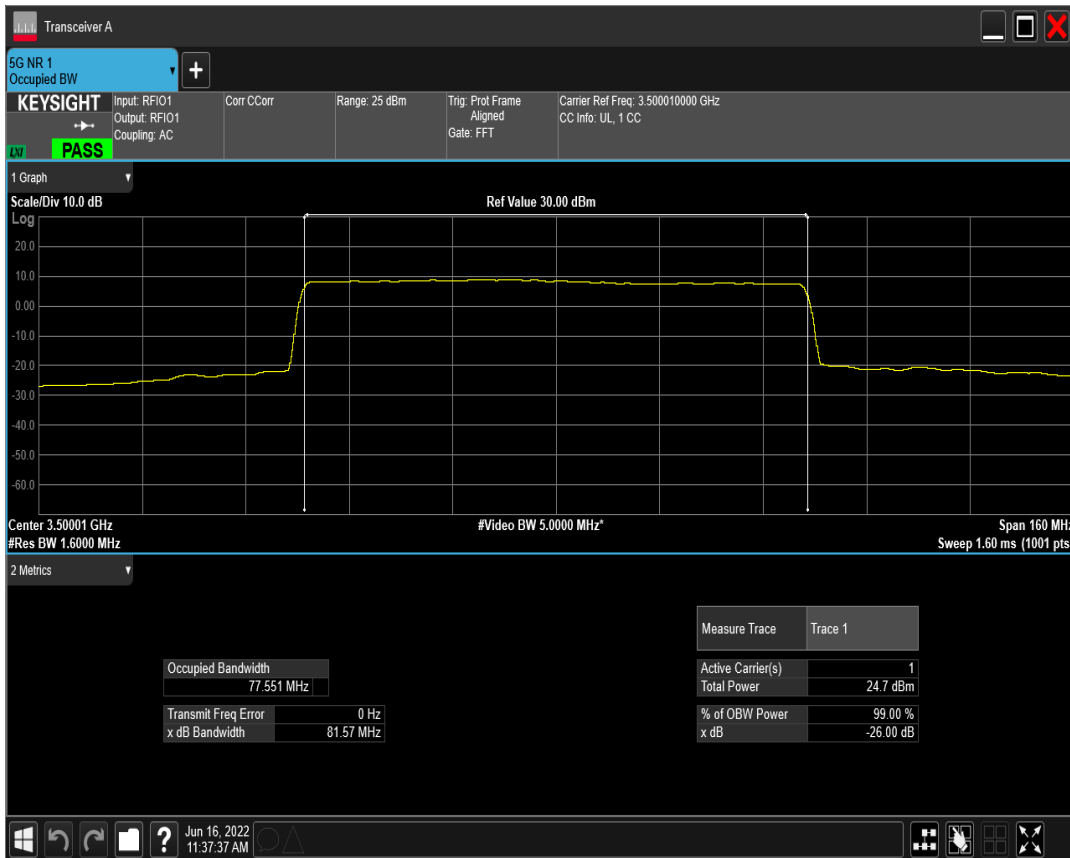 Transceiver A
5G NR 1
Occupied BW
+
KEYSIGHT
LXI
PASS
Input: RFIO1
Output: RFIO1
Coupling: AC
Corr CCorr
Range: 25 dBm
Trig: Prot Frame
Aligned
Gate: FFT
Carrier Ref Freq: 3.500010000 GHz
CC Info: UL, 1 CC
1 Graph
Scale/Div 10.0 dB
Ref Value 30.00 dBm
Log
20.0
10.0
0.00
-10.0
-20.0
-30.0
-40.0
-50.0
-60.0
Center 3.50001 GHz
#Video BW 5.0000 MHz*
Span 160 MHz
#Res BW 1.6000 MHz
Sweep 1.60 ms (1001 pts
2 Metrics
Measure Trace Trace 1
Occupied Bandwidth
77.551 MHz
Active Carrier(s) 1
Total Power 24.7 dBm
Transmit Freq Error 0 Hz
x dB Bandwidth 81.57 MHz
% of OBW Power 99.00 %
x dB -26.00 dB
?
Jun 16, 2022
11:37:37 AM